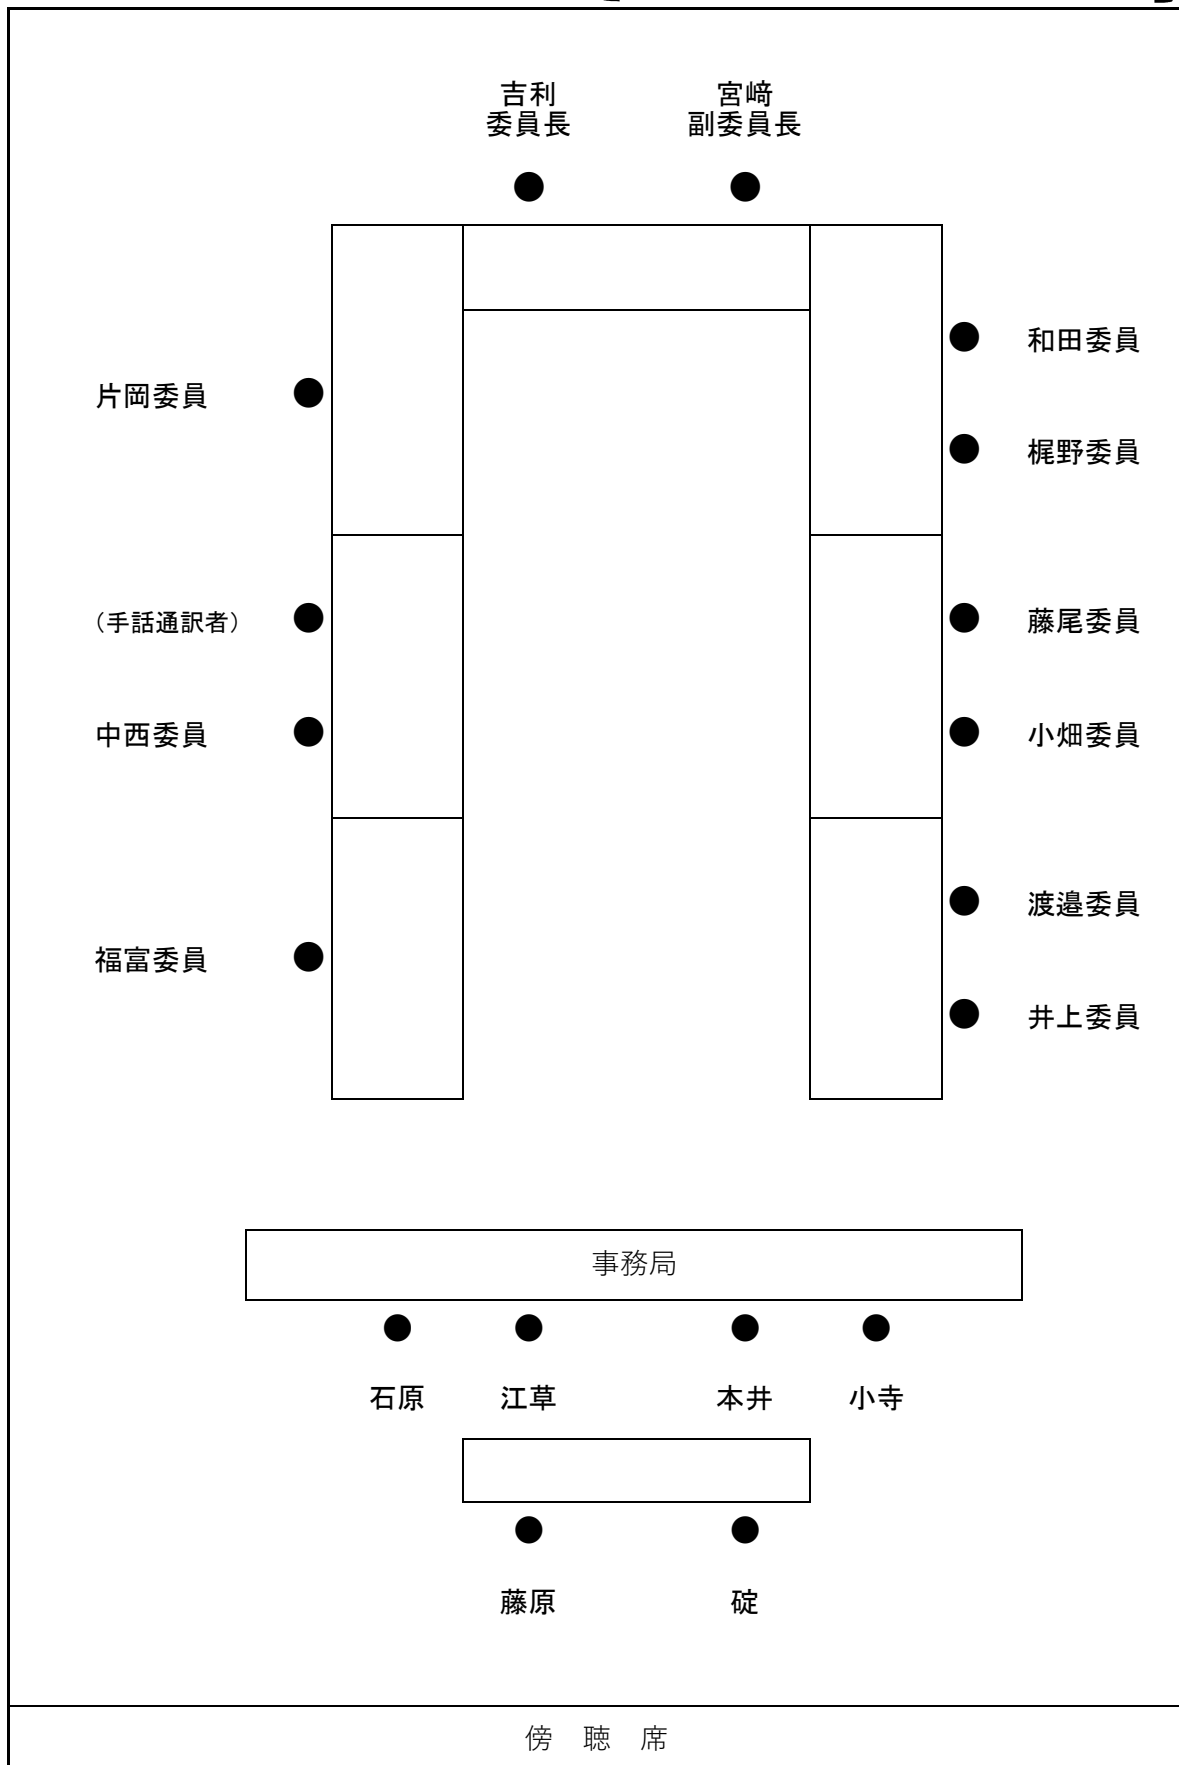 吉利
委員長
宮﨑
副委員長
和田委員
片岡委員
梶野委員
（手話通訳者）
藤尾委員
中西委員
小畑委員
渡邉委員
福富委員
井上委員
事務局
石原
江草
本井
小寺
藤原
碇
傍　聴　席